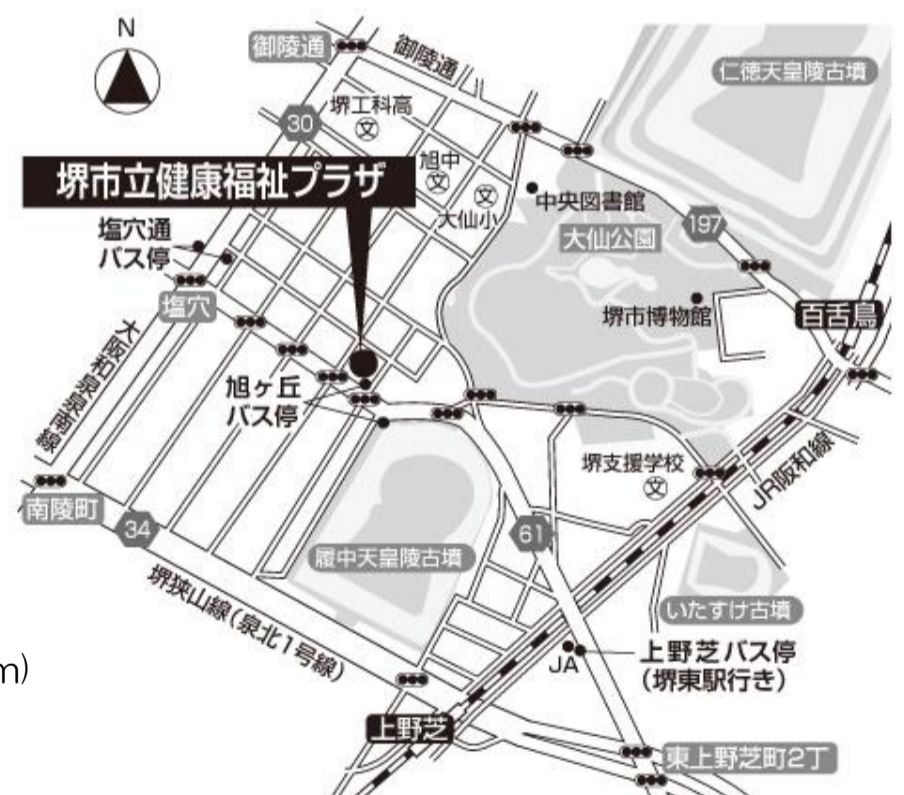 N
御陵通
御陵通
仁徳天皇陵古墳
堺工科高
文
30
旭中
文
文
大仙小
堺市立健康福祉プラザ
中央図書館
大仙公園
197
塩穴通
バス停
塩穴
堺市博物館
百舌鳥
大阪和泉泉南線
旭ヶ丘
バス停
堺支援学校
文
JR阪和線
南陵町
34
61
履中天皇陵古墳
いたすけ古墳
堺狭山線(泉北1号線)
m)
JA
上野芝バス停
(堺東駅行き)
上野芝
東上野芝町2丁